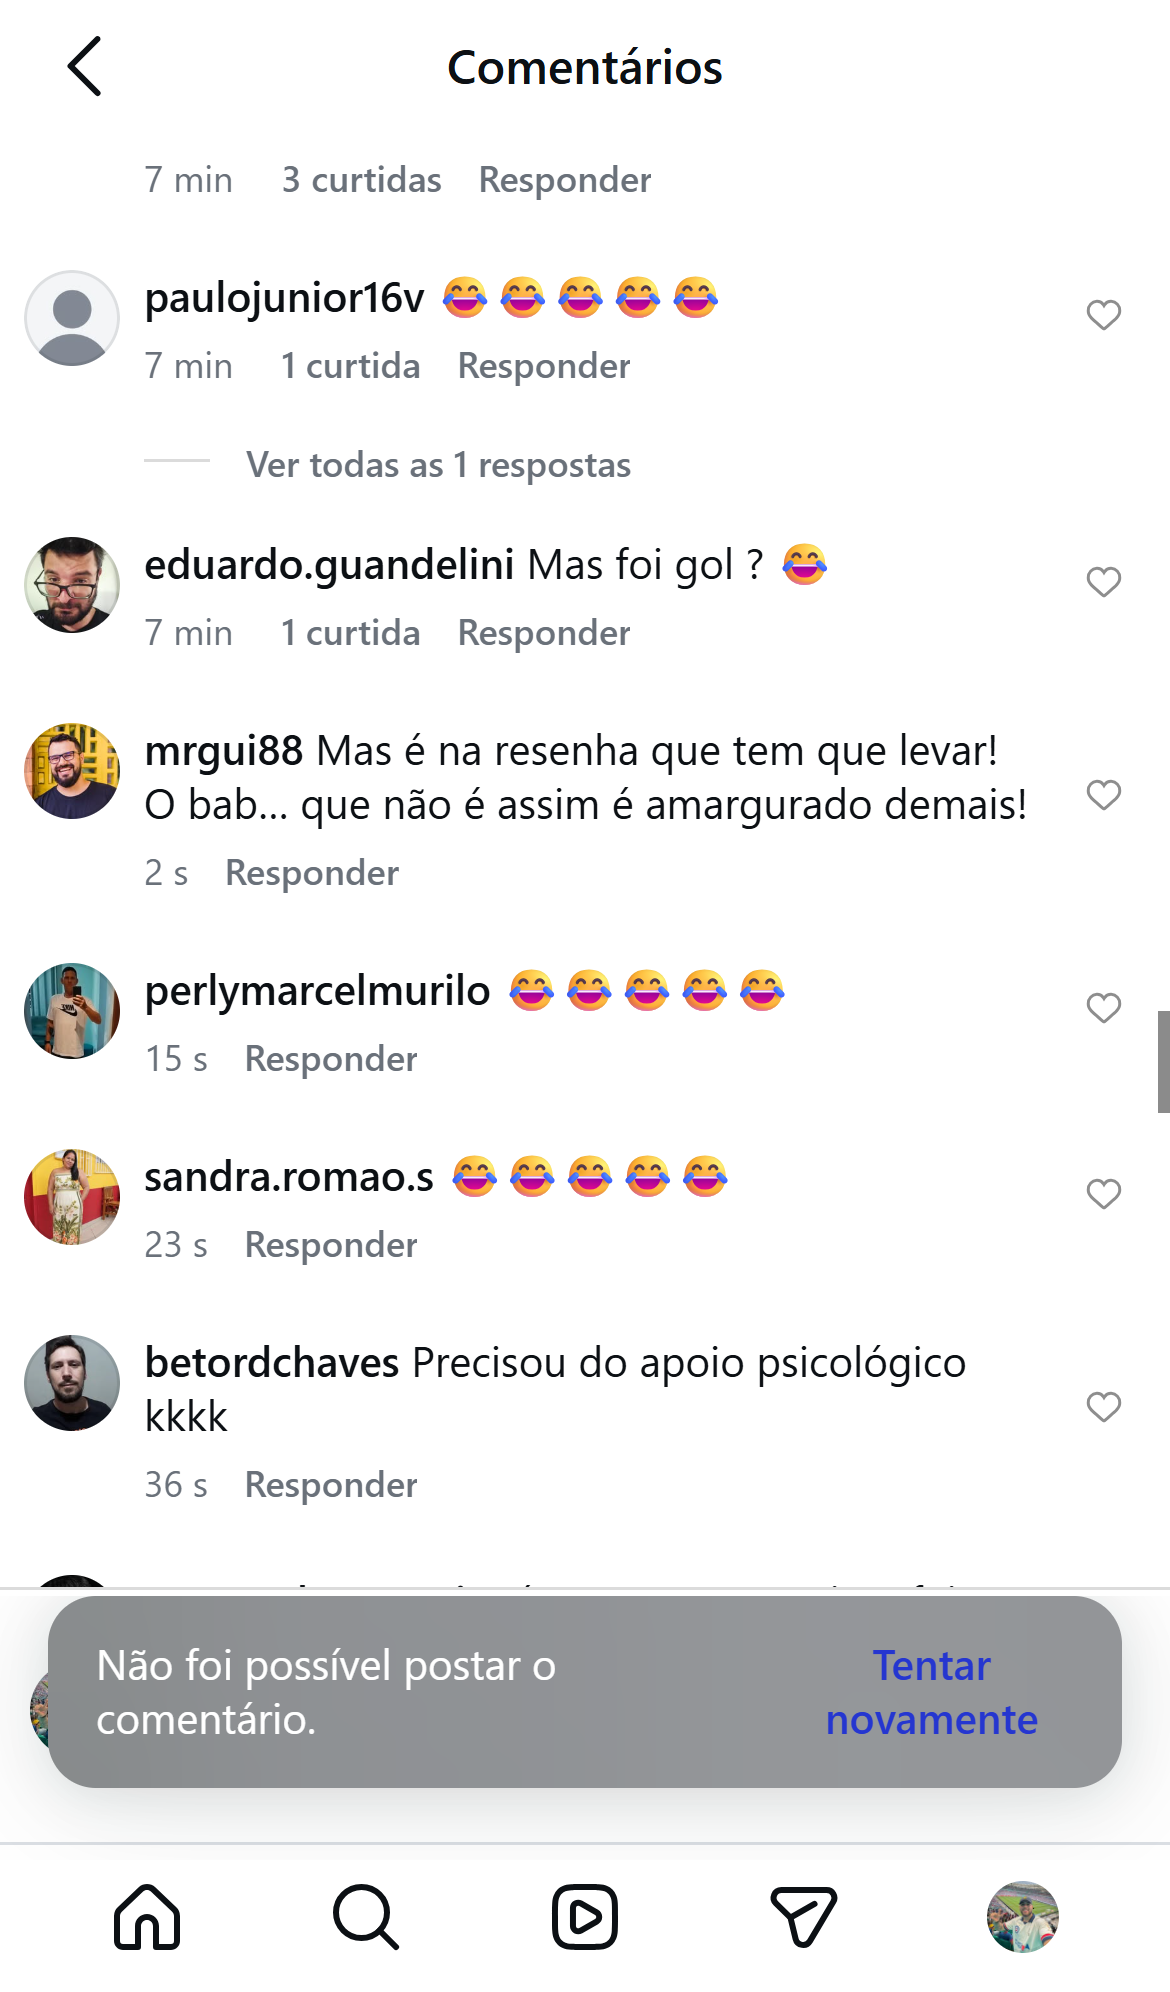 Comentários
7 min 3 curtidas Responder
paulojunior16v 😂😂😂😂😂
7 min 1 curtida Responder
Ver todas as 1 respostas
eduardo.guandelini Mas foi gol ? 😂
7 min 1 curtida Responder
mrgui88 Mas é na resenha que tem que levar!
O bab... que não é assim é amargurado demais!
2 s Responder
perlymarcelmurilo 😂😂😂😂😂
15 s Responder
sandra.romao.s 😂😂😂😂😂
23 s Responder
betordchaves Precisou do apoio psicológico
kkkk
36 s Responder
Não foi possível postar o
comentário.
Tentar
novamente